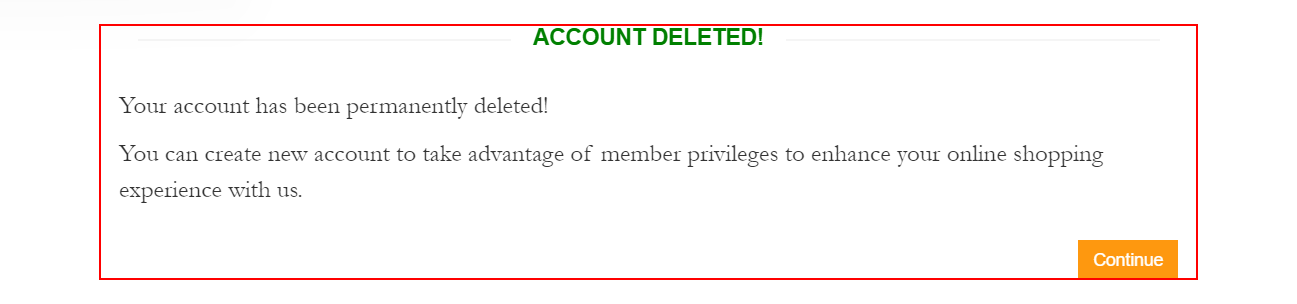 ACCOUNT DELETED!
Your account has been permanently deleted!
You can create new account to take advantage of member privileges to enhance your online shopping
experience with us.
Continue